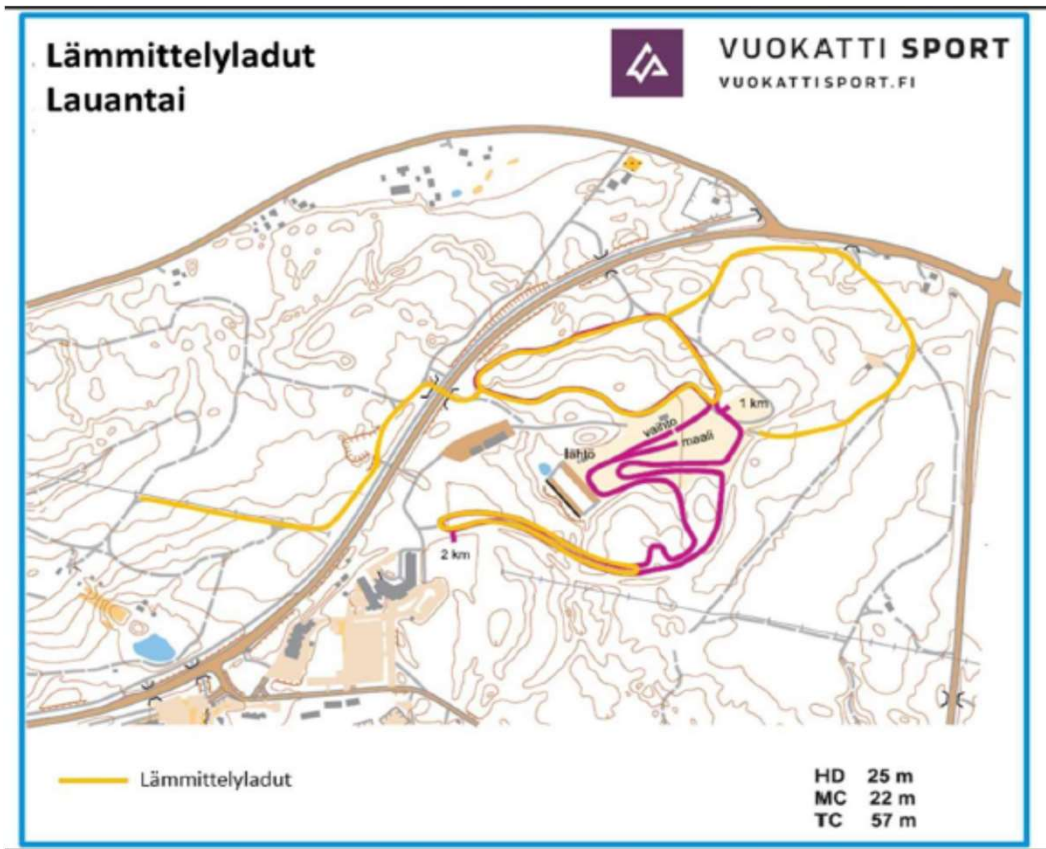 Lämmittelyladut
Lauantai
VUOKATTI SPORT
VUOKATTISPORT.FI
1 km
vaihto
maali
lähtö
2 km
Lämmittelyladut
HD 25 m
MC 22 m
TC 57 m